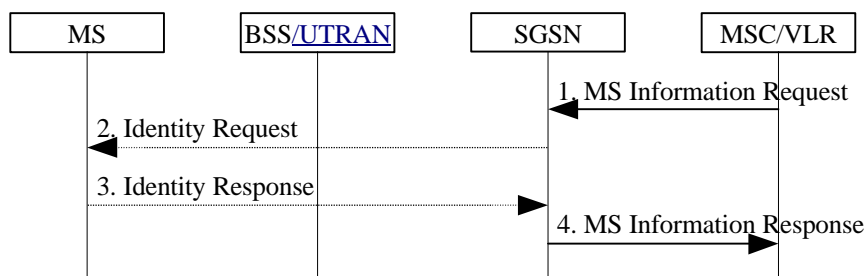 MS BSS/UTRAN SGSN MSC/VLR
1. MS Information Request
2. Identity Request
3. Identity Response
4. MS Information Response